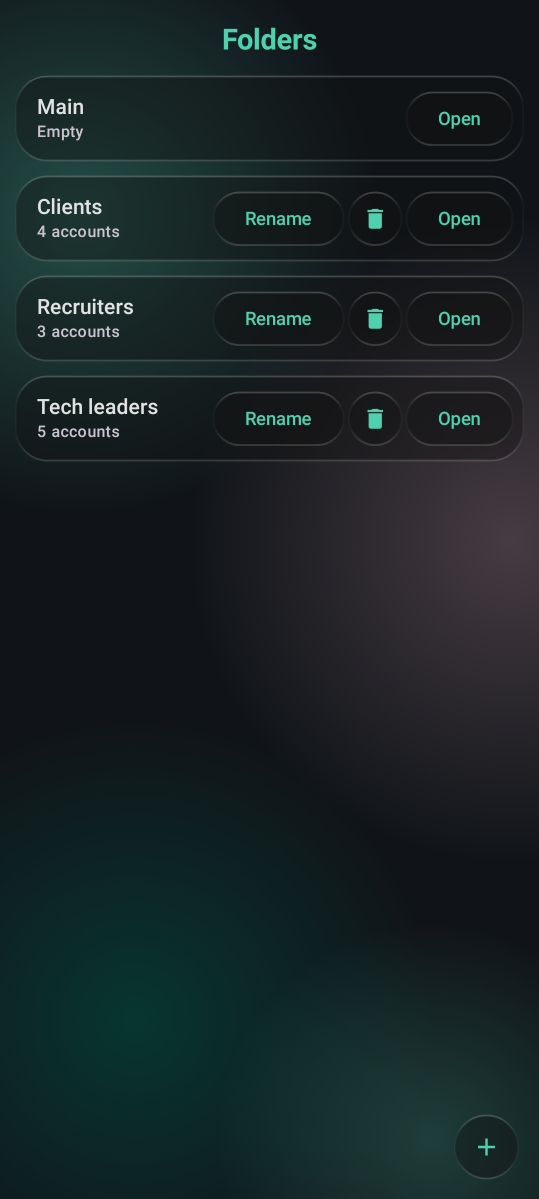 Folders
Main
Empty
Open
Clients
4 accounts
Rename
Open
Recruiters
3 accounts
Rename
Open
Tech leaders
5 accounts
Rename
Open
+